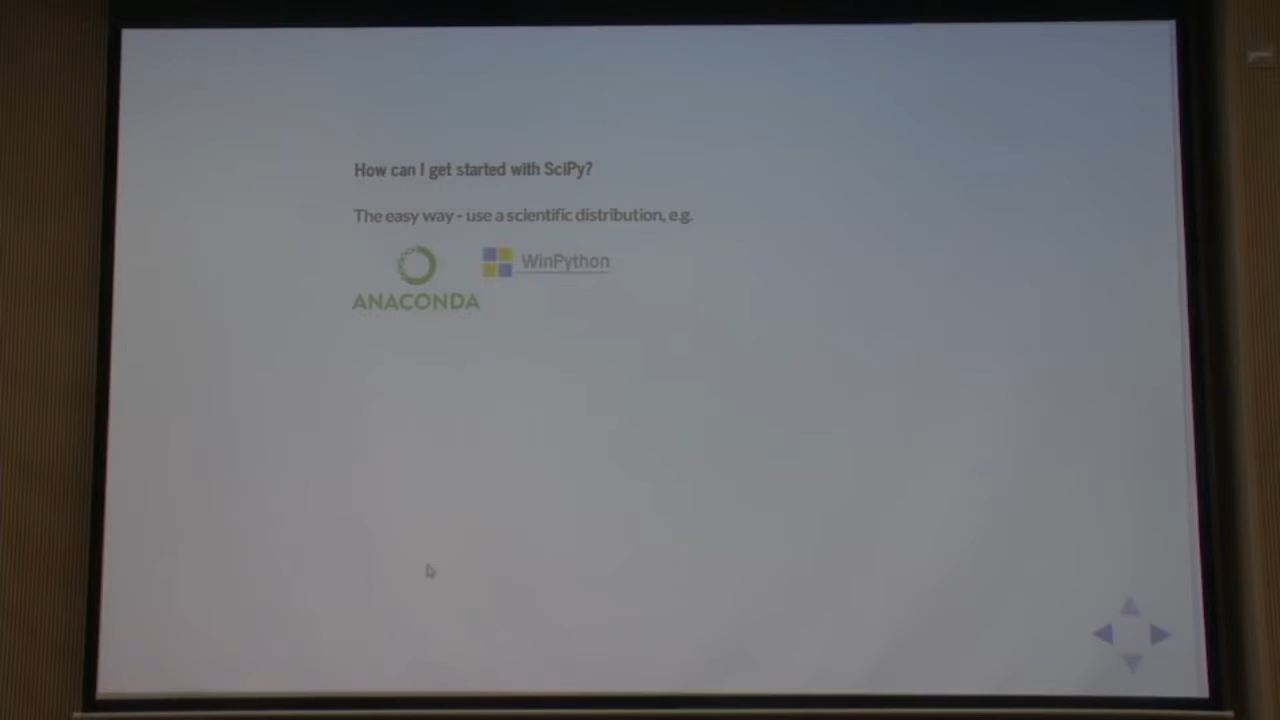 How can I get started with SciPy?
The easy way - use a scientific distribution, e.g.
WinPython
ANACONDA